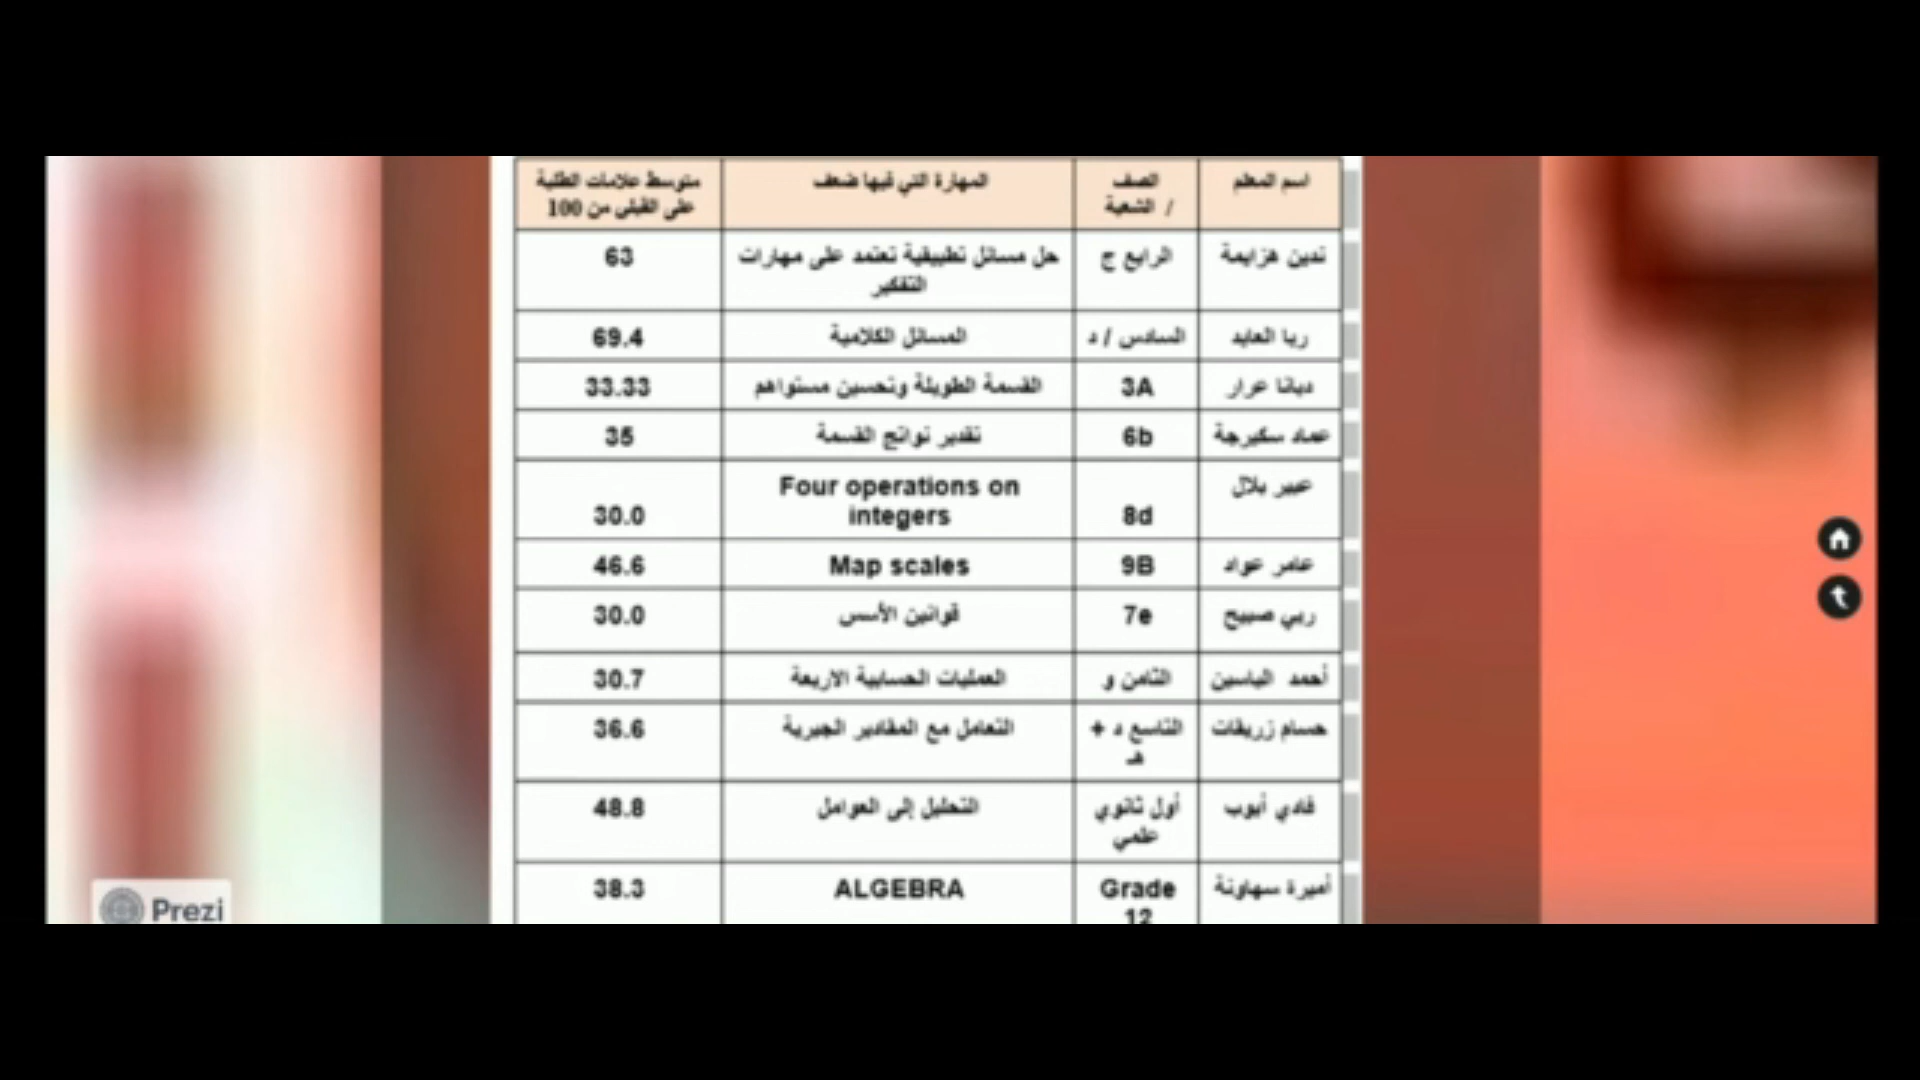 اسم المعلم الصف / الشعبة المهارة التي فيها ضعف متوسط علامات الطلبة على القبلي من 100
ندين هزايمة الرابع ج حل مسائل تطبيقية تعتمد على مهارات التفكير 63
ربا العابد السادس / د المسائل الكلامية 69.4
ديانا عرار 3A القسمة الطويلة وتحسين مستواهم 33.33
عماد سكيرجة 6b تقدير نواتج القسمة 35
عبير بلال 8d Four operations on integers 30.0
عامر عواد 9B Map scales 46.6
ربي صبيح 7e قوانين الأسس 30.0
أحمد الياسين الثامن و العمليات الحسابية الاربعة 30.7
حسام زريقات التاسع د + هـ التعامل مع المقادير الجبرية 36.6
فادي أيوب أول ثانوي علمي التحليل إلى العوامل 48.8
أميرة سهاونة Grade 12 ALGEBRA 38.3
Prezi